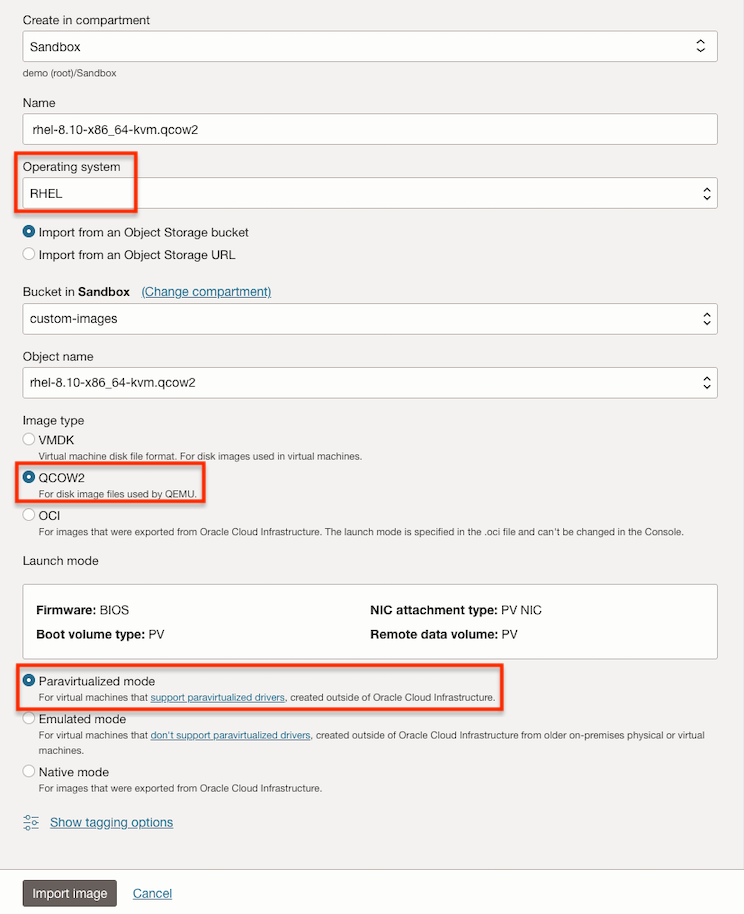 Create in compartment
Sandbox
demo (root)/Sandbox
Name
rhel-8.10-x86_64-kvm.qcow2
Operating system
RHEL
Import from an Object Storage bucket
Import from an Object Storage URL
Bucket in Sandbox (Change compartment)
custom-images
Object name
rhel-8.10-x86_64-kvm.qcow2
Image type
VMDK
Virtual machine disk file format. For disk images used in virtual machines.
QCOW2
For disk image files used by QEMU.
OCI
For images that were exported from Oracle Cloud Infrastructure. The launch mode is specified in the .oci file and can't be changed in the Console.
Launch mode
Firmware: BIOS NIC attachment type: PV NIC
Boot volume type: PV Remote data volume: PV
Paravirtualized mode
For virtual machines that support paravirtualized drivers, created outside of Oracle Cloud Infrastructure.
Emulated mode
For virtual machines that don't support paravirtualized drivers, created outside of Oracle Cloud Infrastructure from older on-premises physical or virtual
machines.
Native mode
For images that were exported from Oracle Cloud Infrastructure.
Show tagging options
Import image Cancel